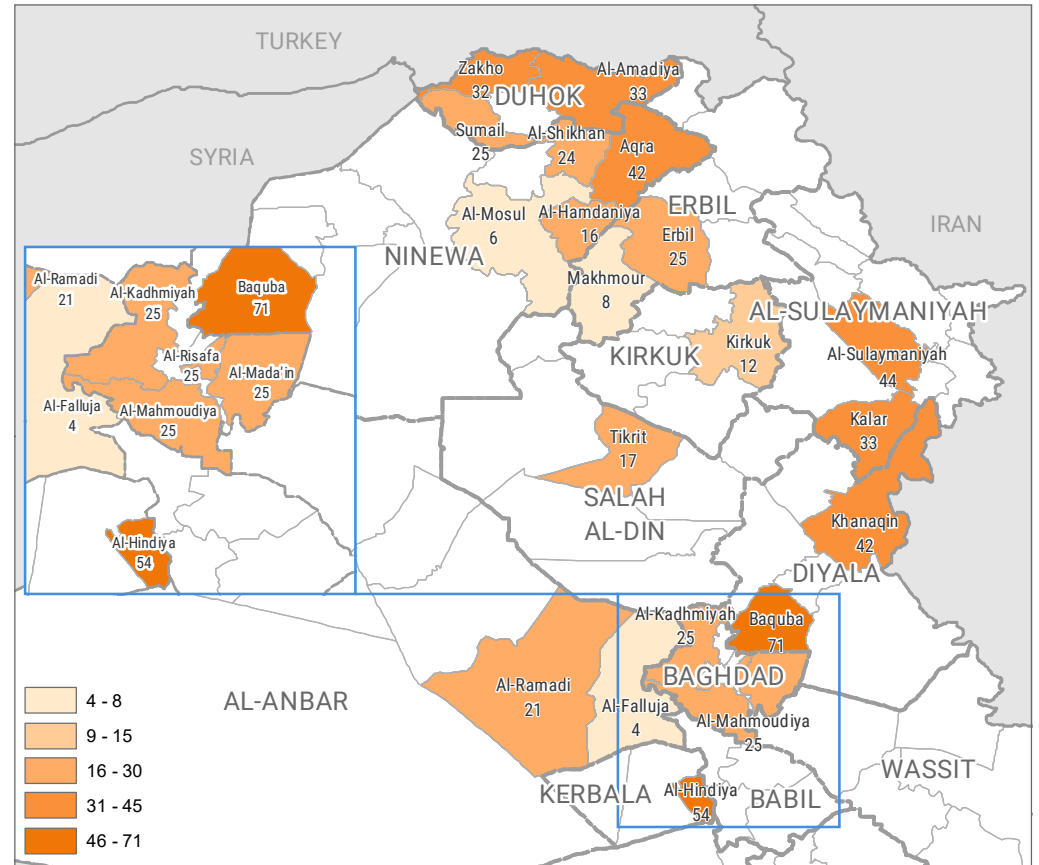 TURKEY
Zakho
32
Al-Amadiya
33
DUHOK
Sumail
25
Al-Shikhan
24
Aqra
42
SYRIA
Al-Mosul
6
Al-Hamdaniya
16
ERBIL
Erbil
25
IRAN
NINEWA
Makhmour
8
Al-Ramadi
21
Al-Kadhmiyah
25
Baquba
71
Al-Risafa
25
Al-Mada'in
25
Al-Falluja
4
Al-Mahmoudiya
25
Al-Hindiya
54
AL-SULAYMANIYAH
KIRKUK
Kirkuk
12
Al-Sulaymaniyah
44
Kalar
33
Tikrit
17
SALAH
AL-DIN
Khanaqin
42
DIYALA
Al-Kadhmiyah
25
Baquba
71
BAGHDAD
Al-Ramadi
21
Al-Falluja
4
Al-Mahmoudiya
25
AL-ANBAR
WASSIT
KERBALA
Al-Hindiya
54
BABIL
4 - 8
9 - 15
16 - 30
31 - 45
46 - 71